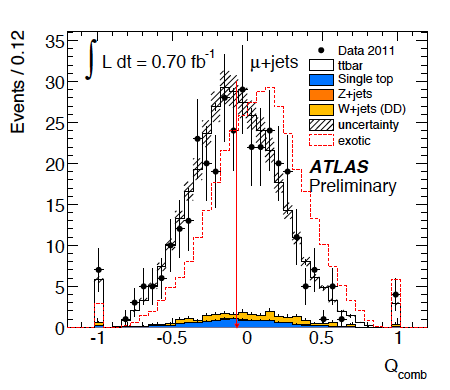 Events / 0.12
35
30
25
20
15
10
5
0
∫ L dt = 0.70 fb⁻¹
μ+jets
Data 2011
ttbar
Single top
Z+jets
W+jets (DD)
uncertainty
exotic
ATLAS
Preliminary
-1 -0.5 0 0.5 1
Q_comb